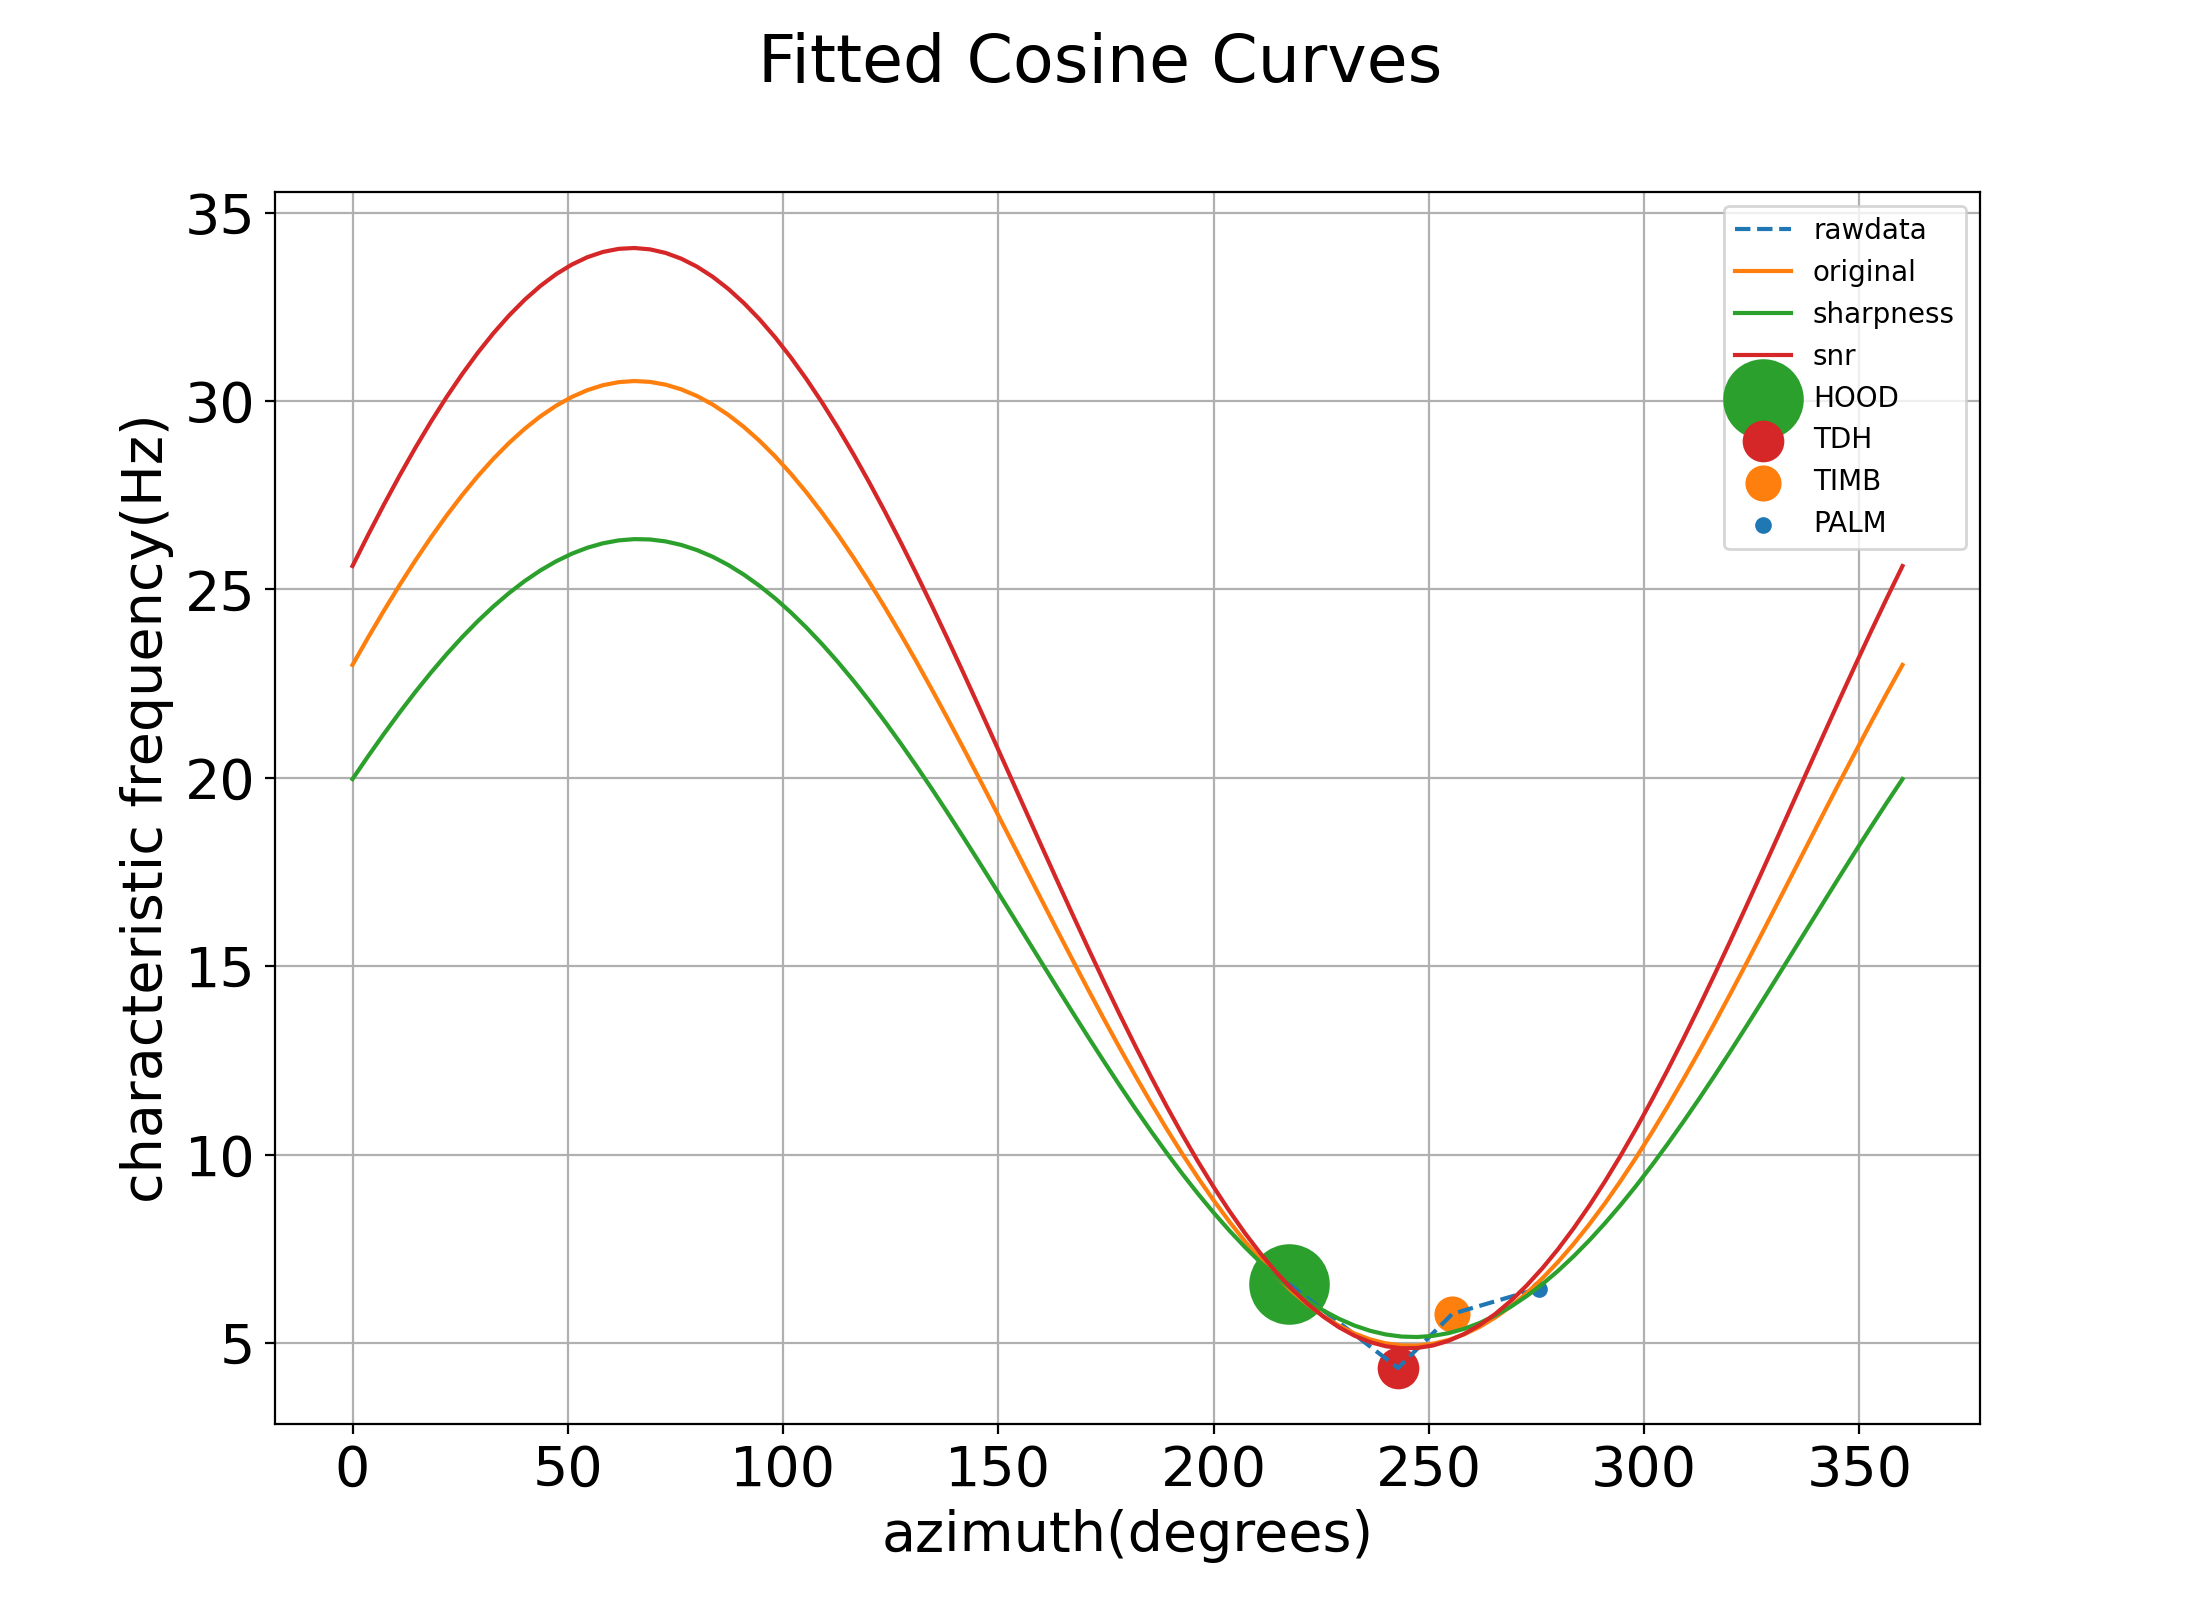 Fitted Cosine Curves
characteristic frequency(Hz)
35
30
25
20
15
10
5
0 50 100 150 200 250 300 350
azimuth(degrees)
rawdata
original
sharpness
snr
HOOD
TDH
TIMB
PALM